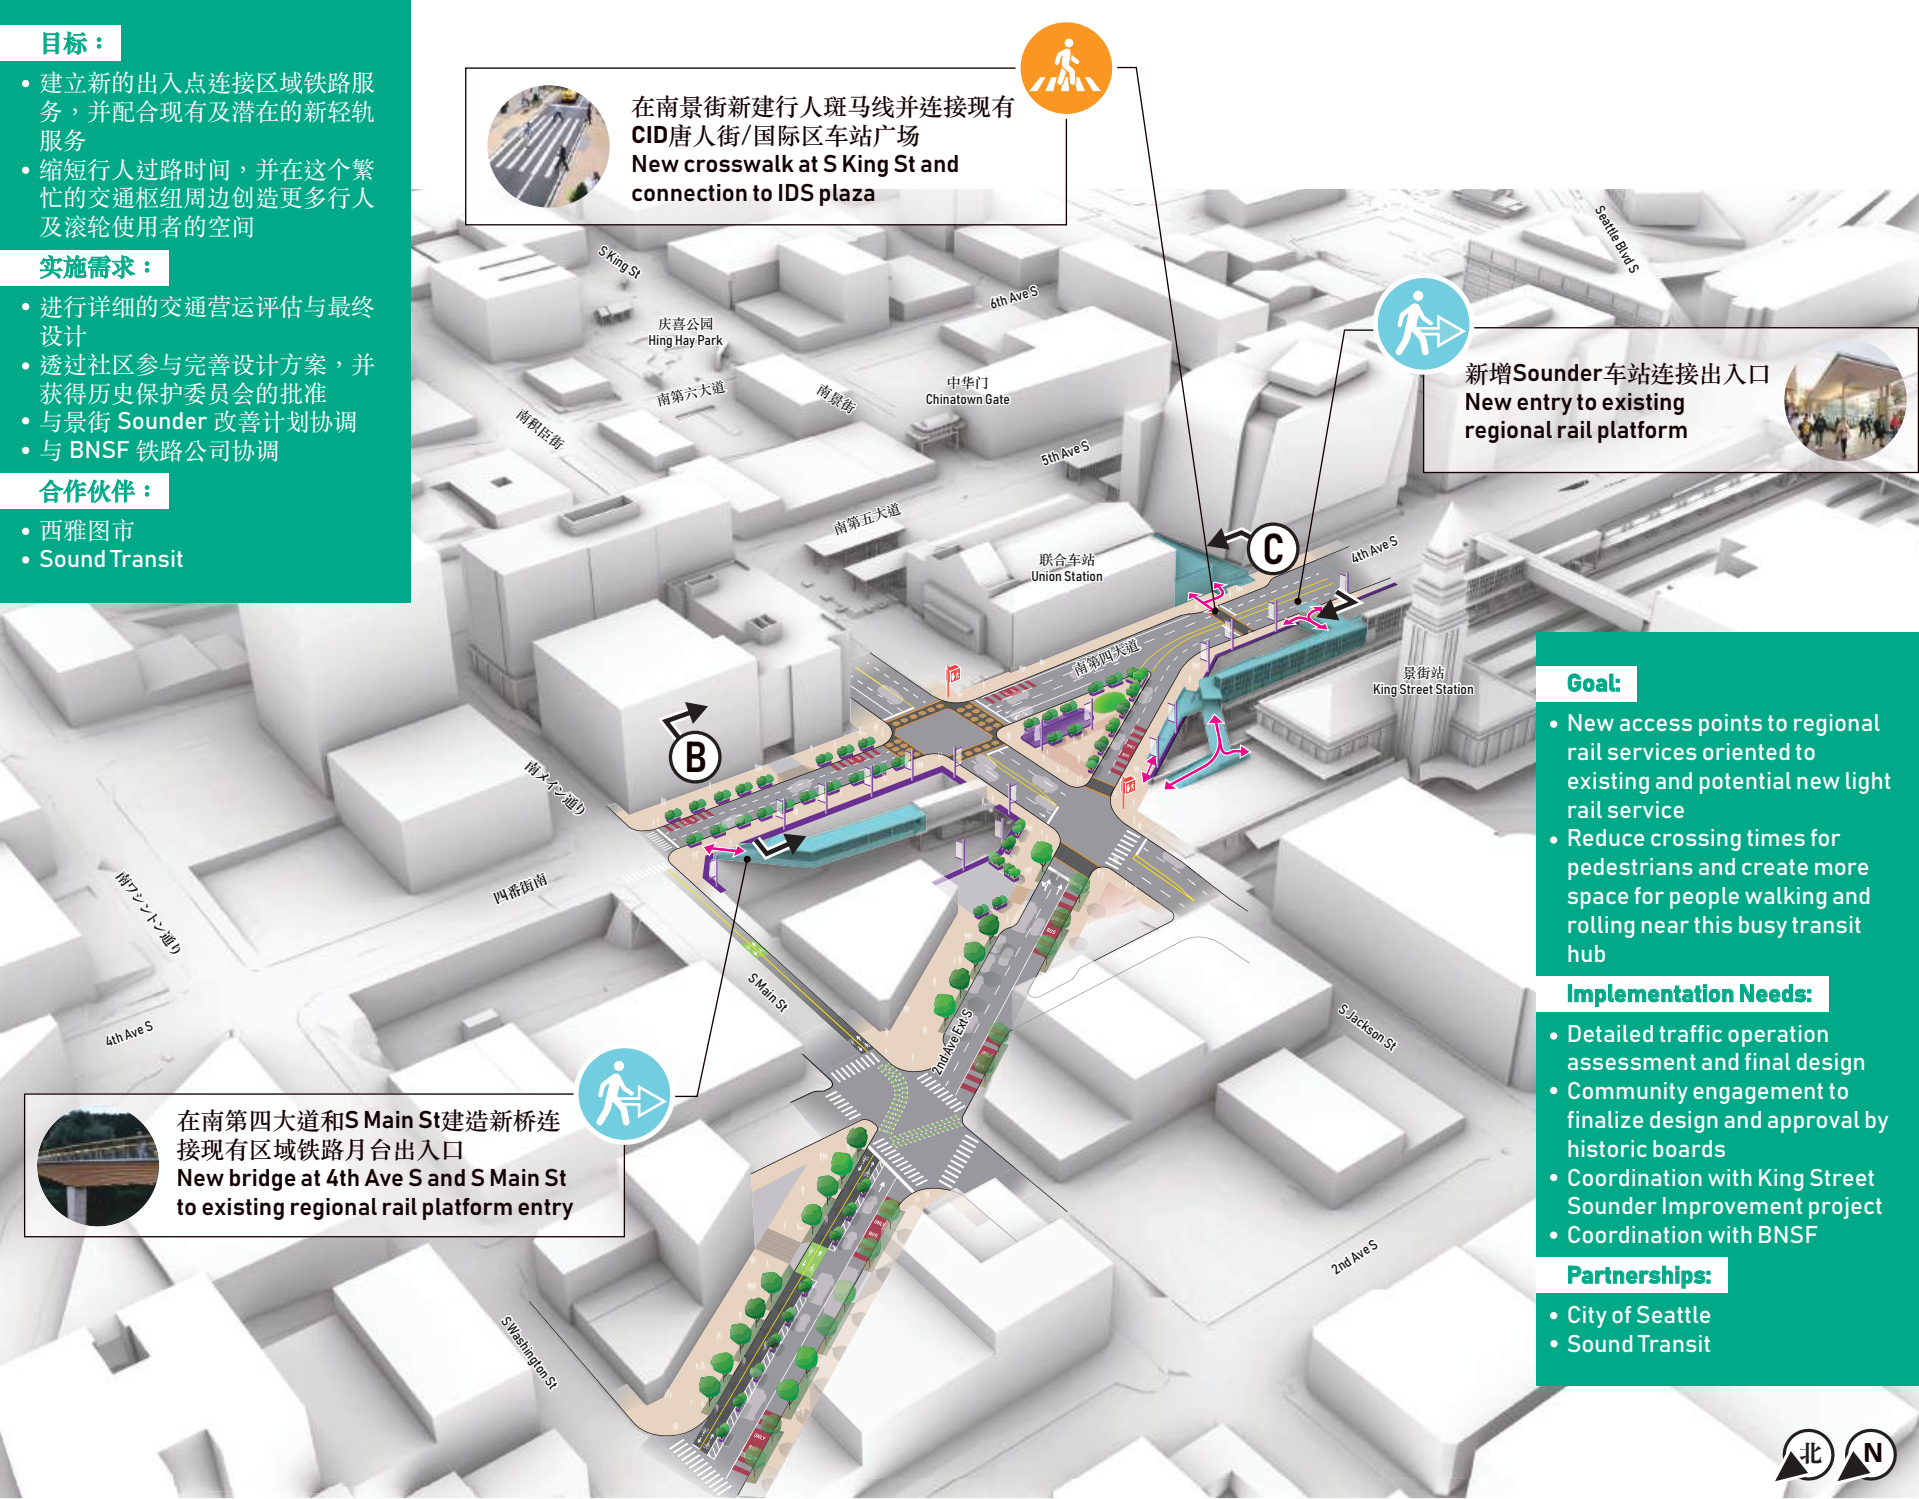 目标：
• 建立新的出入点连接区域铁路服
务，并配合现有及潜在的新轻轨
服务
• 缩短行人过路时间，并在这个繁
忙的交通枢纽周边创造更多行人
及滚轮使用者的空间
实施需求：
• 进行详细的交通营运评估与最终
设计
• 透过社区参与完善设计方案，并
获得历史保护委员会的批准
• 与景街 Sounder 改善计划协调
• 与 BNSF 铁路公司协调
合作伙伴：
• 西雅图市
• Sound Transit
在南景街新建行人斑马线并连接现有
CID唐人街/国际区车站广场
New crosswalk at S King St and
connection to IDS plaza
新增Sounder车站连接出入口
New entry to existing
regional rail platform
Seattle Blvd S
S King St
6th Ave S
庆喜公园
Hing Hay Park
南第六大道
南景街
中华门
Chinatown Gate
南积臣街
5th Ave S
南第五大道
联合车站
Union Station
C
4th Ave S
南第四大道
景街站
King Street Station
B
南メイン通り
四番街南
南ワシントン通り
4th Ave S
S Main St
2nd Ave Ext S
S Jackson St
ONLY
BUS
2nd Ave S
S Washington St
在南第四大道和S Main St建造新桥连
接现有区域铁路月台出入口
New bridge at 4th Ave S and S Main St
to existing regional rail platform entry
Goal:
• New access points to regional
rail services oriented to
existing and potential new light
rail service
• Reduce crossing times for
pedestrians and create more
space for people walking and
rolling near this busy transit
hub
Implementation Needs:
• Detailed traffic operation
assessment and final design
• Community engagement to
finalize design and approval by
historic boards
• Coordination with King Street
Sounder Improvement project
• Coordination with BNSF
Partnerships:
• City of Seattle
• Sound Transit
北
N